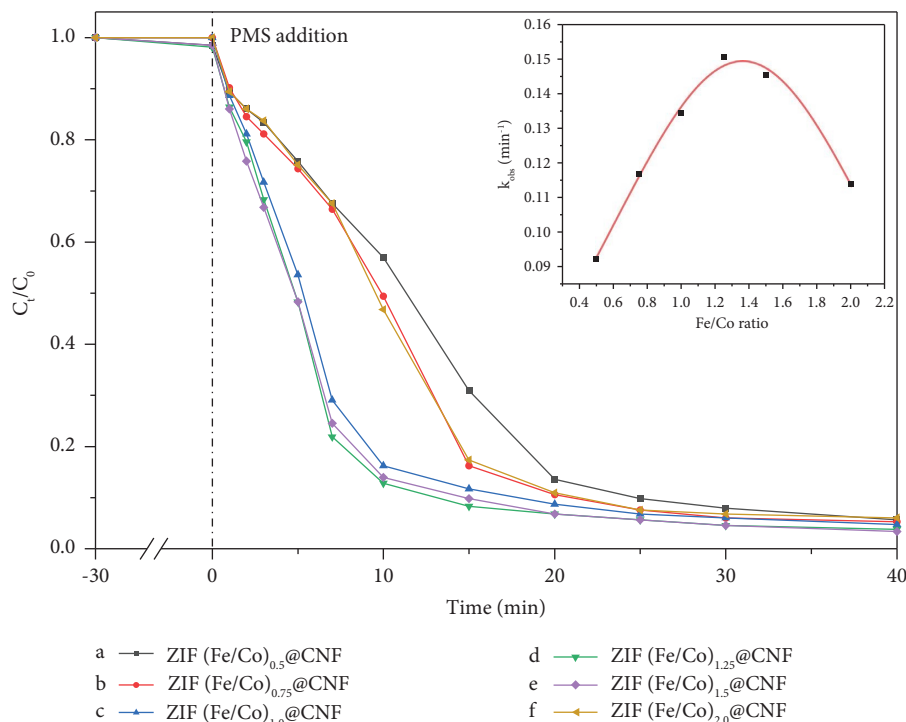 1.0
0.8
0.6
0.4
0.2
0.0
Cₜ/C₀
PMS addition
-30
0
10
20
30
40
Time (min)
0.16
0.15
0.14
0.13
0.12
0.11
0.10
0.09
k_obs (min⁻¹)
0.4 0.6 0.8 1.0 1.2 1.4 1.6 1.8 2.0 2.2
Fe/Co ratio
a ZIF (Fe/Co)₀.₅@CNF
b ZIF (Fe/Co)₀.₇₅@CNF
c ZIF (Fe/Co)₁.₀@CNF
d ZIF (Fe/Co)₁.₂₅@CNF
e ZIF (Fe/Co)₁.₅@CNF
f ZIF (Fe/Co)₂.₀@CNF